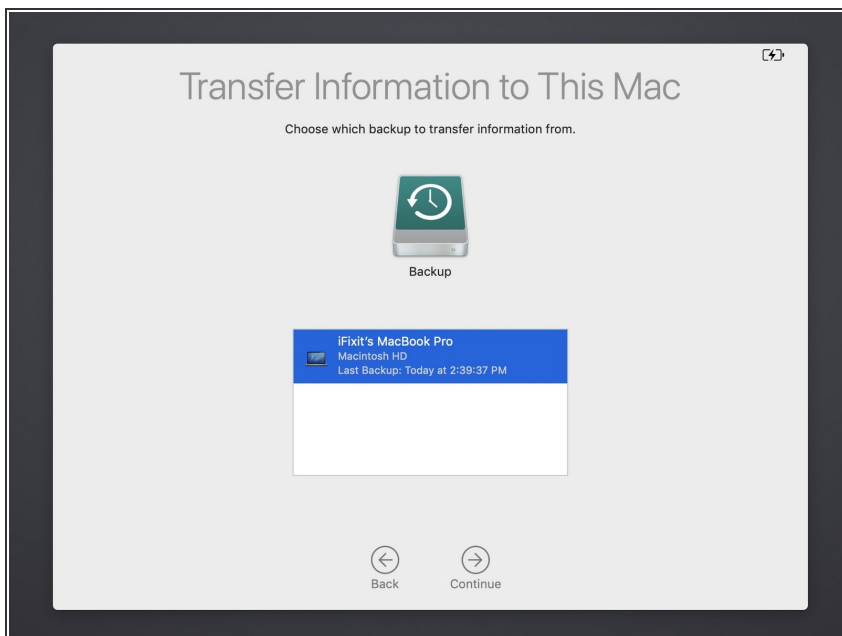 Transfer Information to This Mac
Choose which backup to transfer information from.
Backup
iFixit's MacBook Pro
Macintosh HD
Last Backup: Today at 2:39:37 PM
Back
Continue